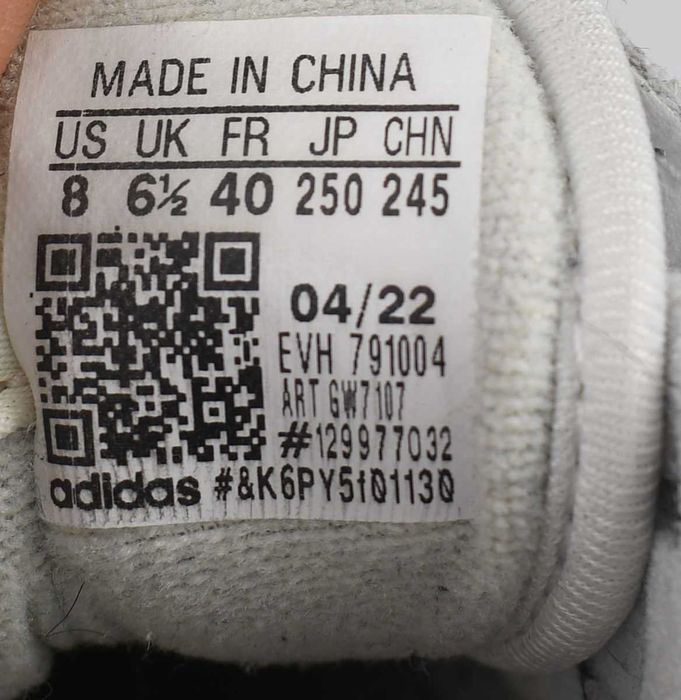 MADE IN CHINA
US UK FR JP CHN
8 6½ 40 250 245
04/22
EVH 791004
ART GW7107
#129977032
adidas #&K6PY5t01130